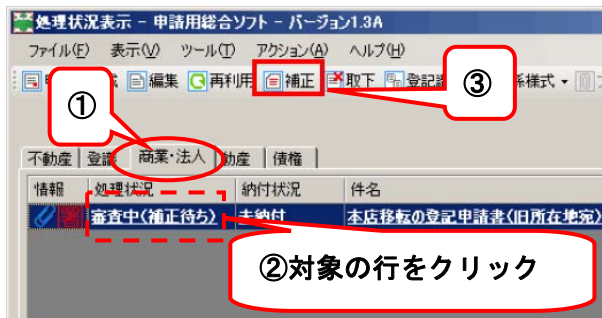 処理状況表示 - 申請用総合ソフト - バージョン1.3A
ファイル(F) 表示(V) ツール(T) アクション(A) ヘルプ(H)
編集 再利用 補正 取下 登記 係様式
① ③
不動産 登 商業・法人 動産 債権
情報 処理状況 納付状況 件名
審査中(補正待ち) 未納付 本店移転の登記申請書(旧所在地宛)
②対象の行をクリック